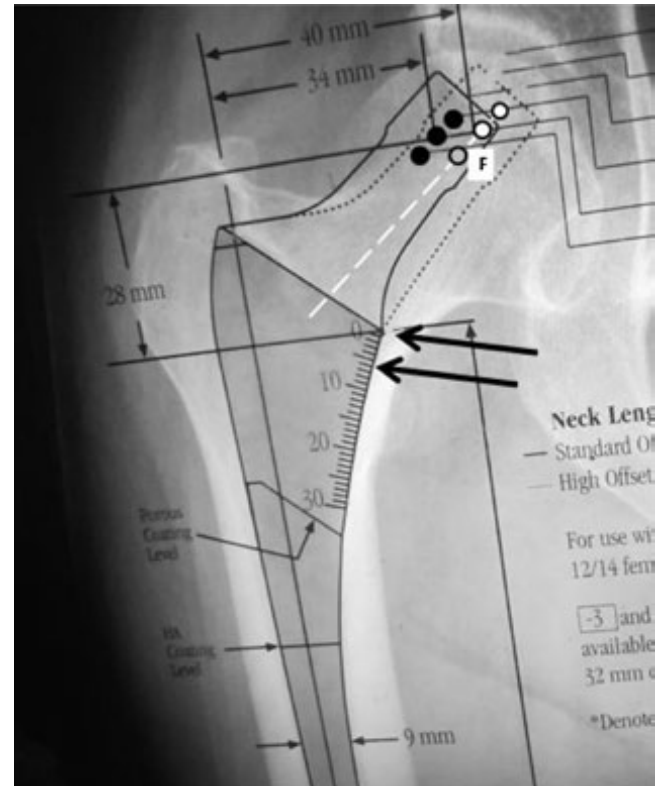 40 mm
34 mm
F
28 mm
0
10
20
30
Neck Leng
Standard Of
High Offset
For use wi
12/14 fem
-3 and
available
32 mm o
*Denote
Porous
Coating
Level
HA
Coating
Level
9 mm